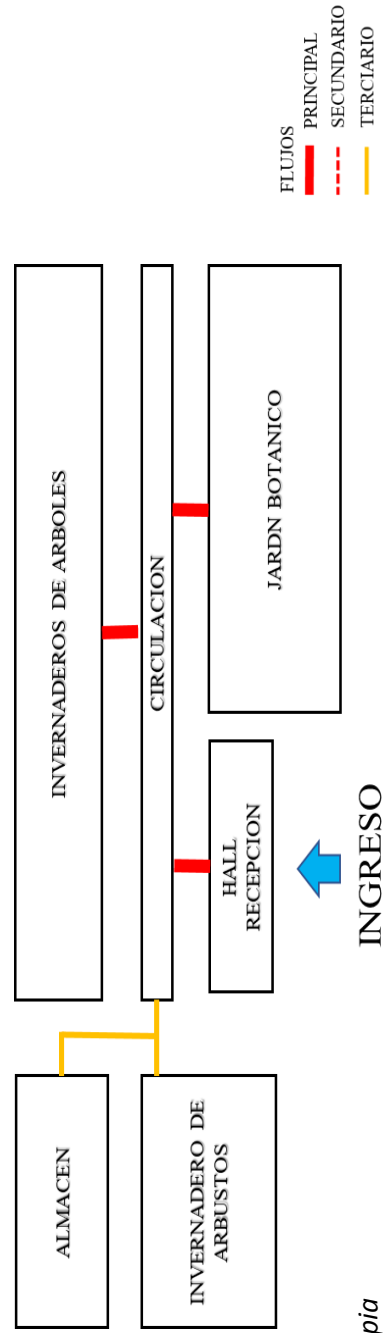 ALMACEN
INVERNADEROS DE ARBOLES
CIRCULACION
INVERNADERO DE
ARBUSTOS
HALL
RECEPCION
JARDN BOTANICO
INGRESO
FLUJOS
PRINCIPAL
SECUNDARIO
TERCIARIO
pia